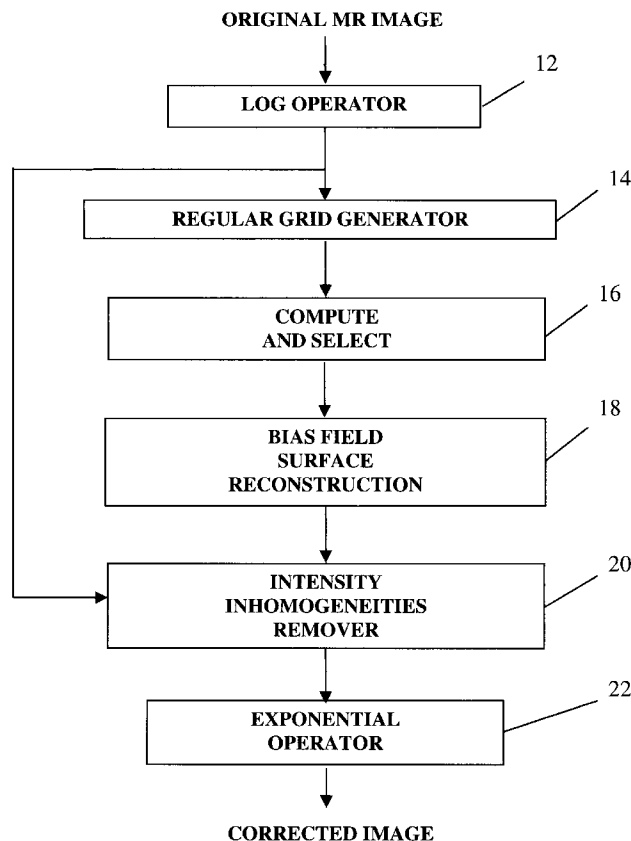 ORIGINAL MR IMAGE
12
LOG OPERATOR
14
REGULAR GRID GENERATOR
16
COMPUTE
AND SELECT
18
BIAS FIELD
SURFACE
RECONSTRUCTION
20
INTENSITY
INHOMOGENEITIES
REMOVER
22
EXPONENTIAL
OPERATOR
CORRECTED IMAGE